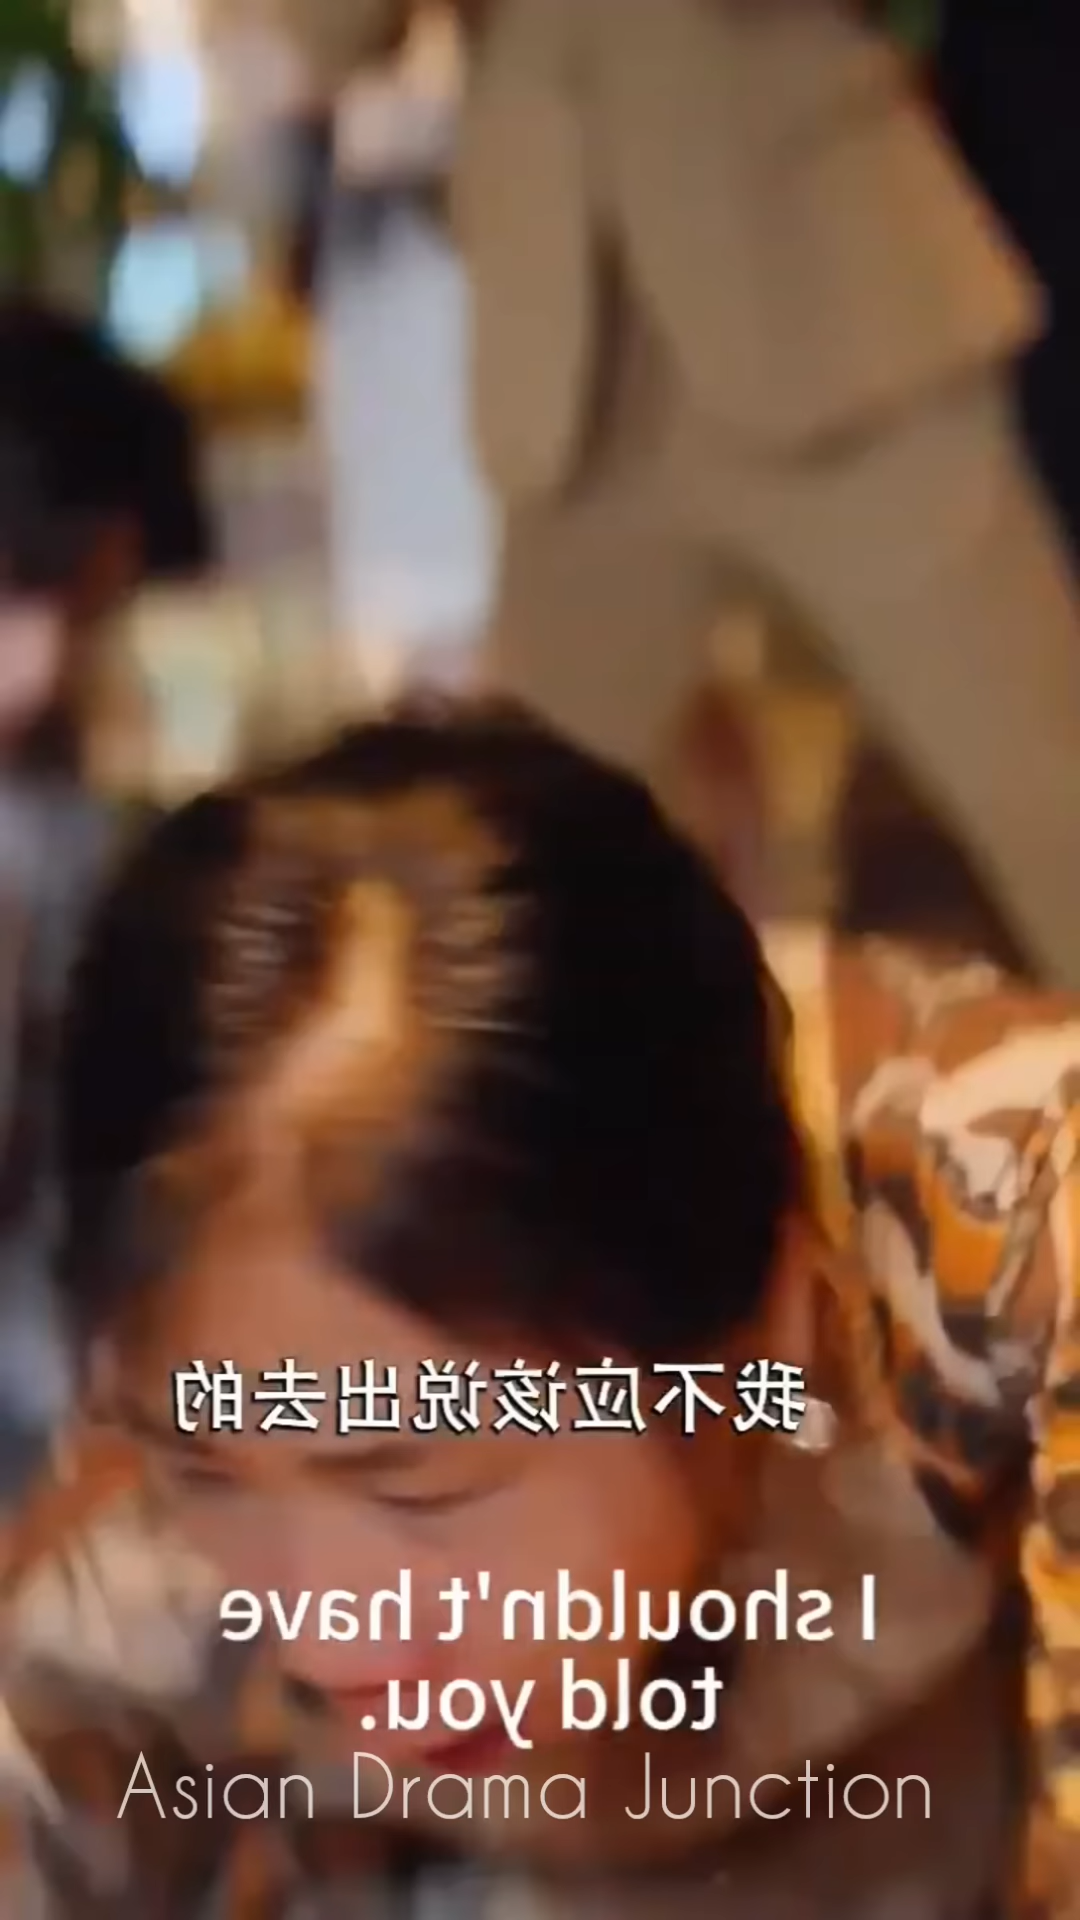 我不应该说出去的
I shouldn't have
told you.
Asian Drama Junction